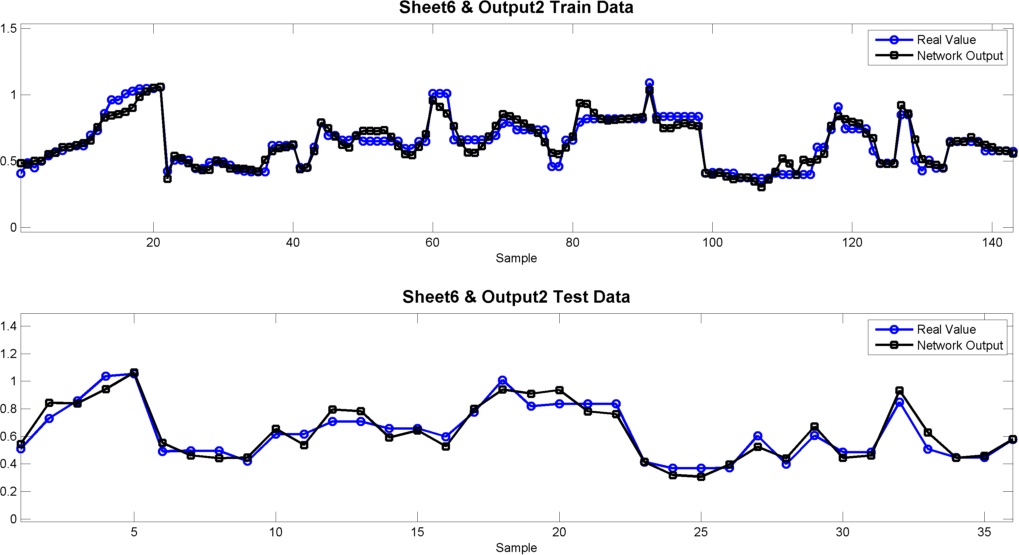 Sheet6 & Output2 Train Data
1.5
1
0.5
0
Real Value
Network Output
20 40 60 80 100 120 140
Sample
Sheet6 & Output2 Test Data
1.4
1.2
1
0.8
0.6
0.4
0.2
0
Real Value
Network Output
5 10 15 20 25 30 35
Sample